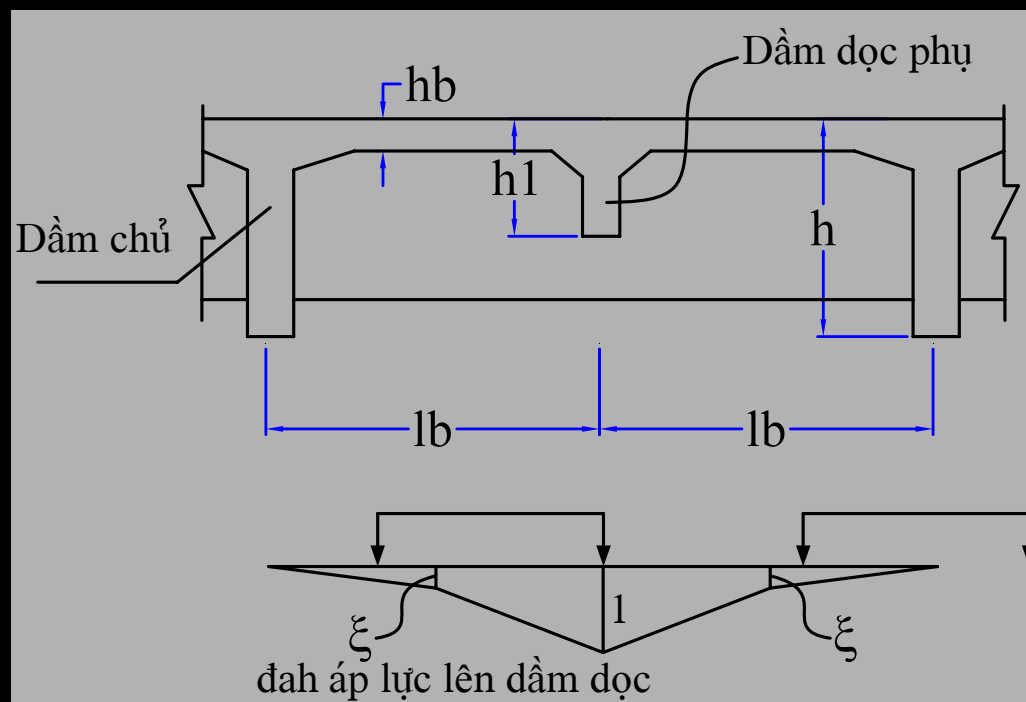 Dầm dọc phụ
hb
h1
h
Dầm chủ
lb
lb
1
ξ
ξ
đah áp lực lên dầm dọc